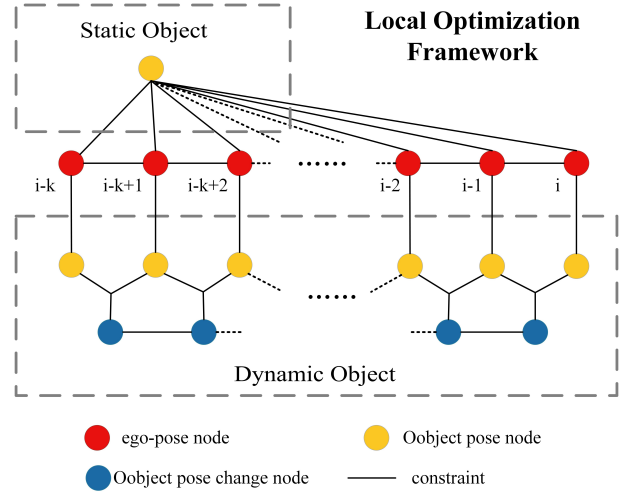 Static Object
Local Optimization
Framework
i-k
i-k+1
i-k+2
......
i-2
i-1
i
......
Dynamic Object
ego-pose node
Oobject pose node
Oobject pose change node
constraint